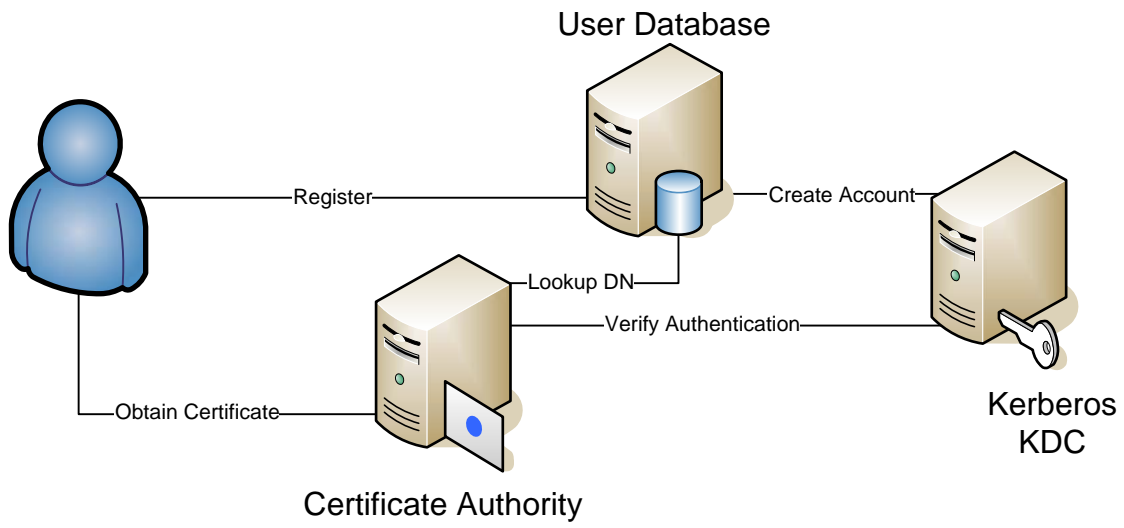 User Database
Register
Create Account
Lookup DN
Verify Authentication
Obtain Certificate
Kerberos
KDC
Certificate Authority